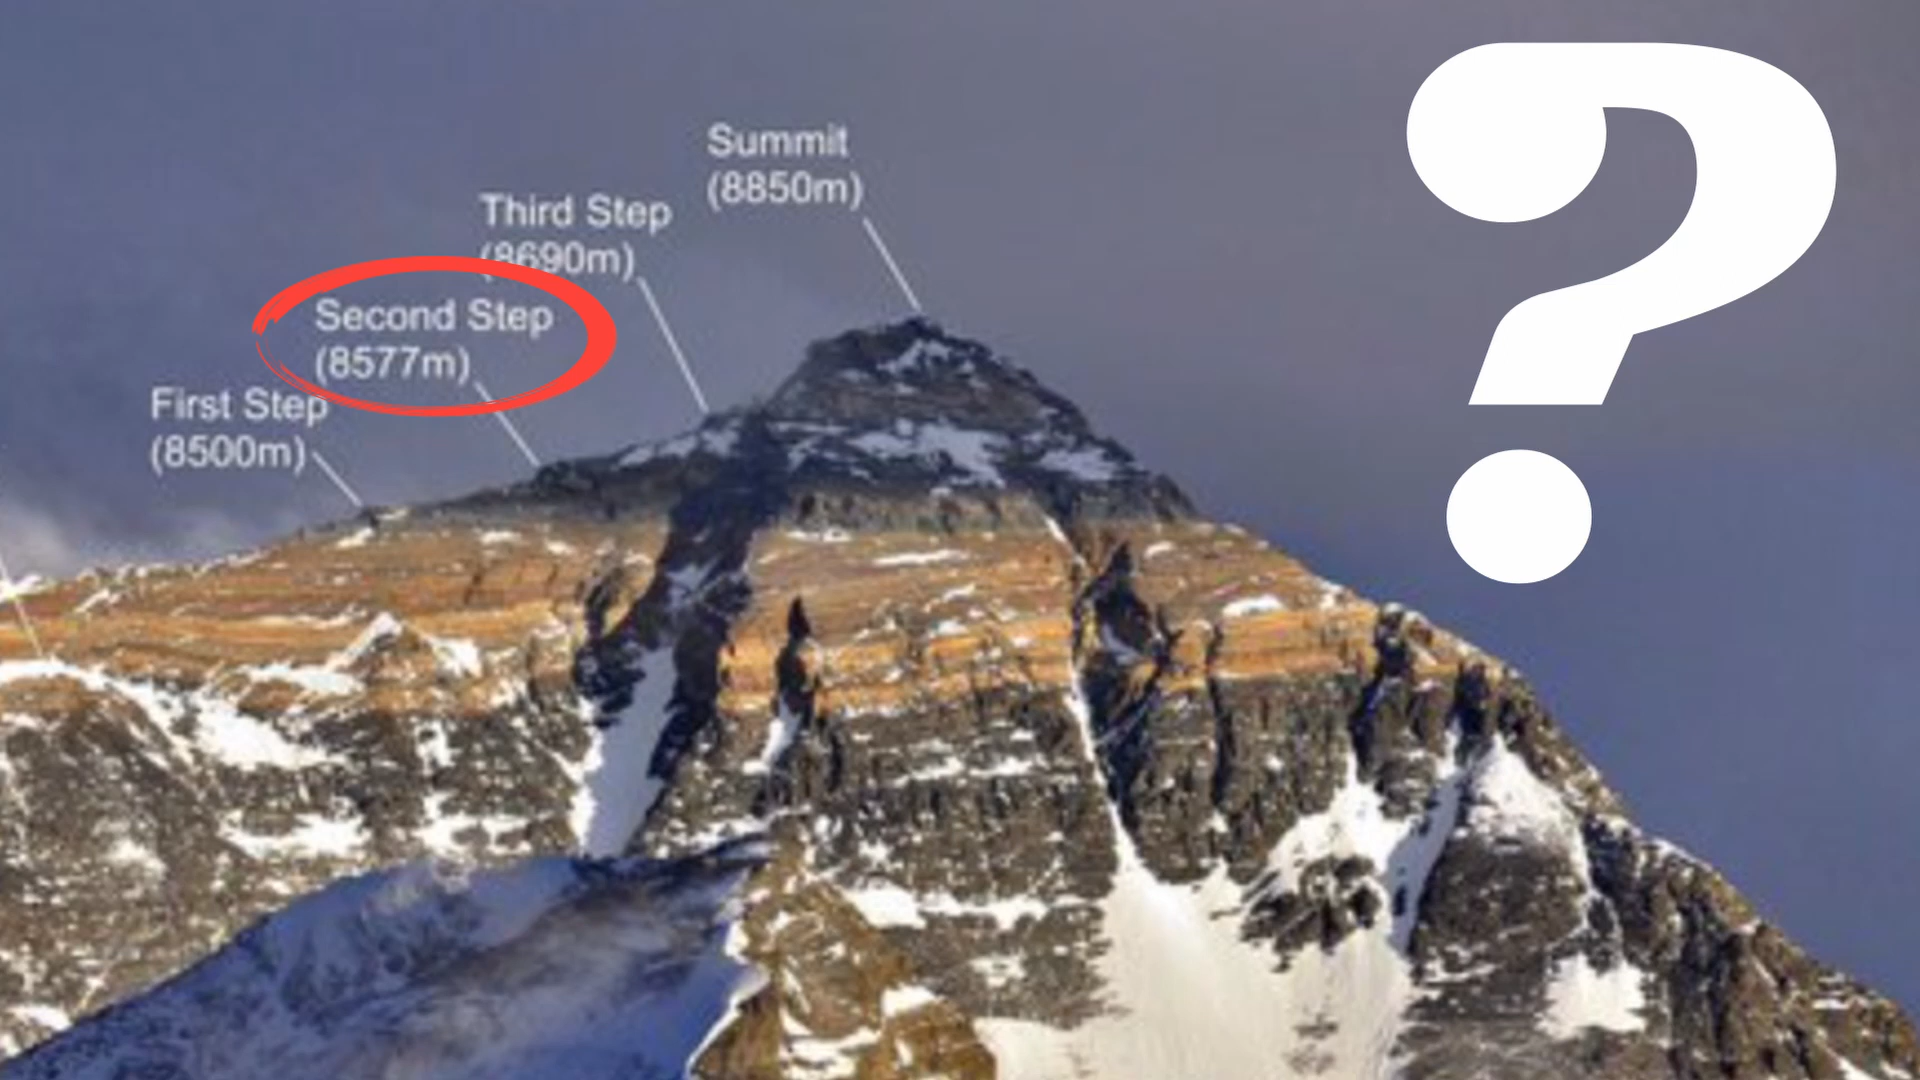 Summit
(8850m)
Third Step
(8690m)
Second Step
(8577m)
First Step
(8500m)
?